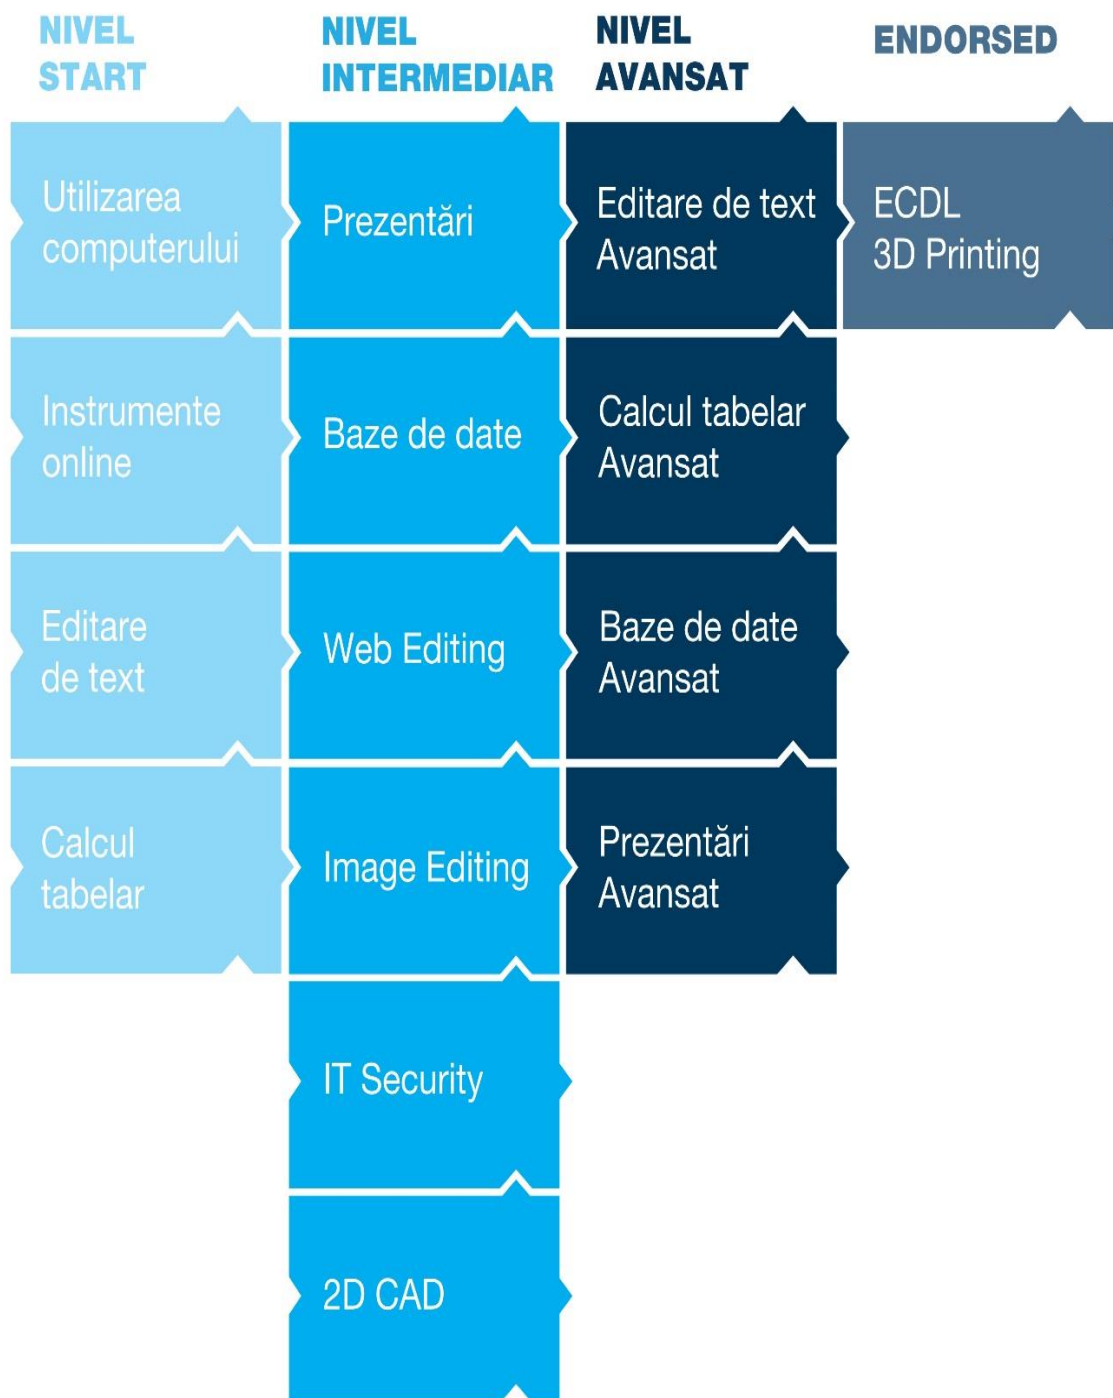 NIVEL
START
Utilizarea
computerului
Instrumente
online
Editare
de text
Calcul
tabelar
NIVEL
INTERMEDIAR
Prezentări
Baze de date
Web Editing
Image Editing
IT Security
2D CAD
NIVEL
AVANSAT
Editare de text
Avansat
Calcul tabelar
Avansat
Baze de date
Avansat
Prezentări
Avansat
ENDORSED
ECDL
3D Printing